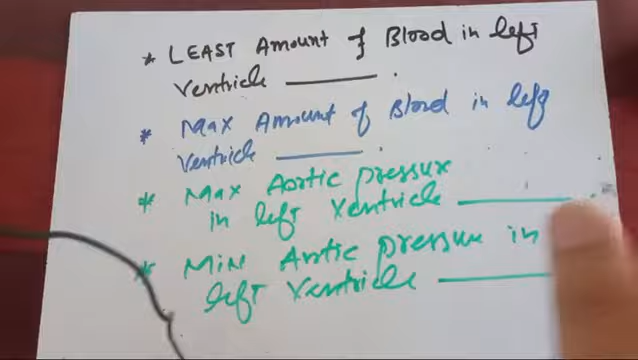 * LEAST Amount of Blood in left
Ventricle ______.
* Max Amount of Blood in left
Ventricle ______.
* Max Aortic pressure
in left Ventricle ______.
* MiN Aortic pressure in
left Ventricle ______